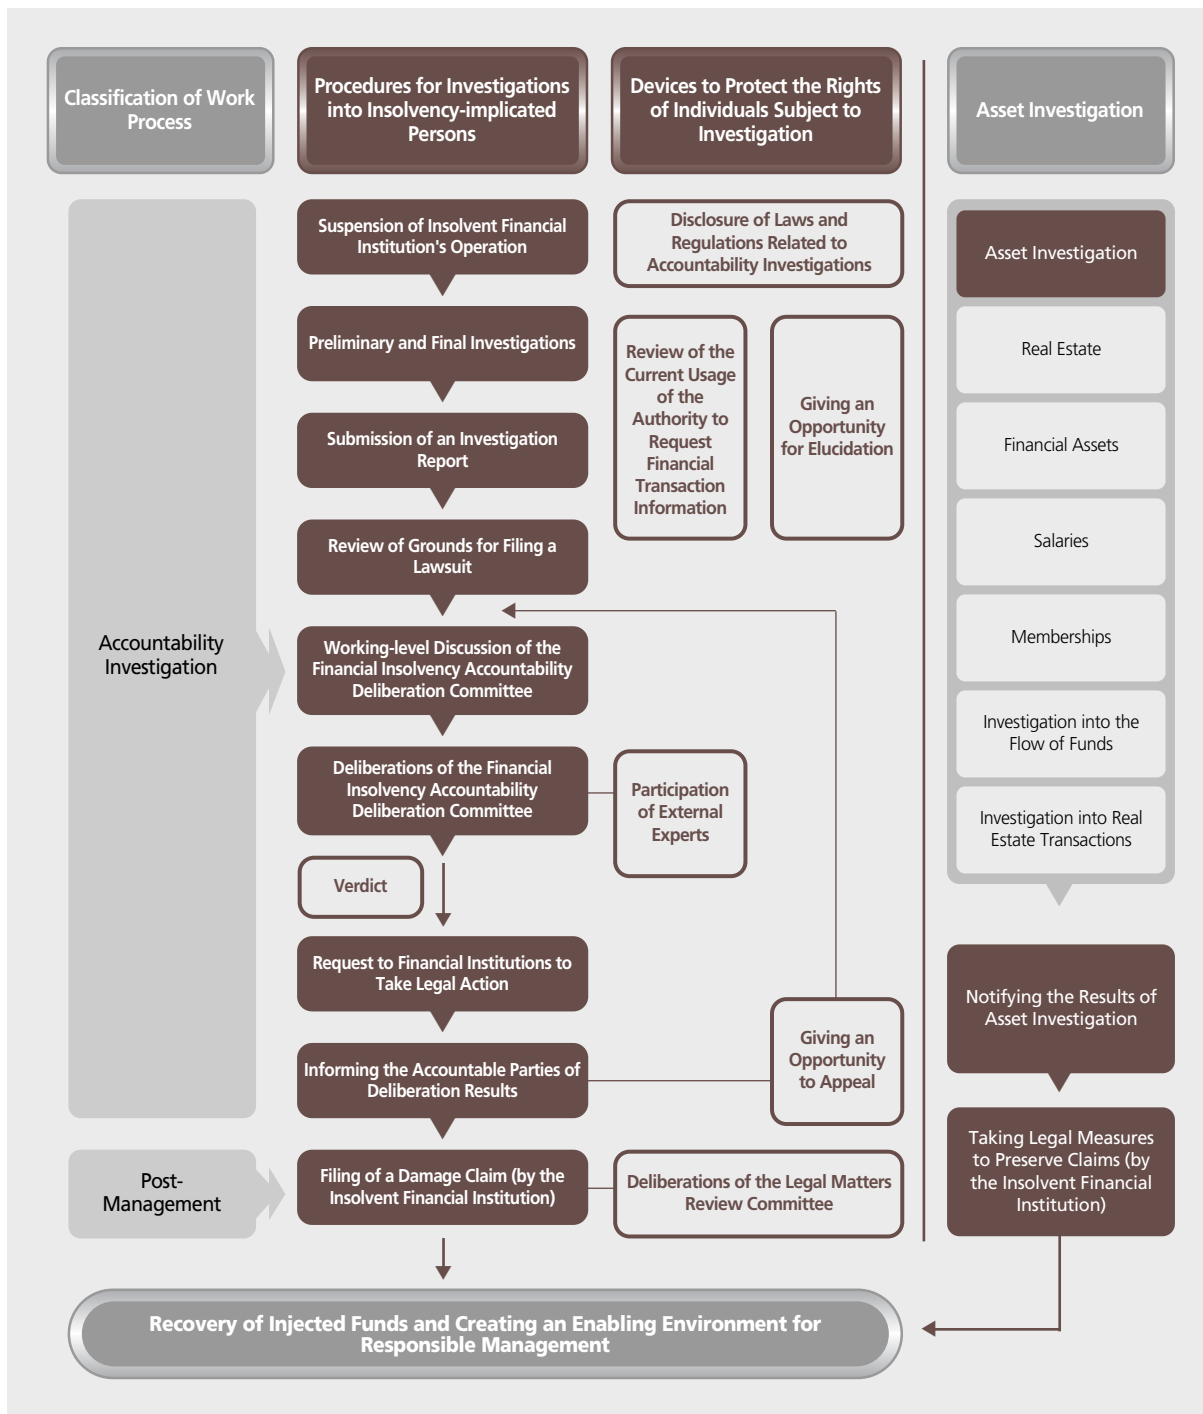 Classification of Work
Process
Procedures for Investigations
into Insolvency-implicated
Persons
Devices to Protect the Rights
of Individuals Subject to
Investigation
Asset Investigation
Accountability
Investigation
Post-
Management
Suspension of Insolvent Financial
Institution's Operation
Preliminary and Final Investigations
Submission of an Investigation
Report
Review of Grounds for Filing a
Lawsuit
Working-level Discussion of the
Financial Insolvency Accountability
Deliberation Committee
Deliberations of the Financial
Insolvency Accountability
Deliberation Committee
Verdict
Request to Financial Institutions to
Take Legal Action
Informing the Accountable Parties of
Deliberation Results
Filing of a Damage Claim (by the
Insolvent Financial Institution)
Disclosure of Laws and
Regulations Related to
Accountability Investigations
Review of the
Current Usage
of the
Authority to
Request
Financial
Transaction
Information
Giving an
Opportunity
for Elucidation
Participation
of External
Experts
Giving an
Opportunity
to Appeal
Deliberations of the Legal Matters
Review Committee
Asset Investigation
Real Estate
Financial Assets
Salaries
Memberships
Investigation into the
Flow of Funds
Investigation into Real
Estate Transactions
Notifying the Results of
Asset Investigation
Taking Legal Measures
to Preserve Claims (by
the Insolvent Financial
Institution)
Recovery of Injected Funds and Creating an Enabling Environment for
Responsible Management